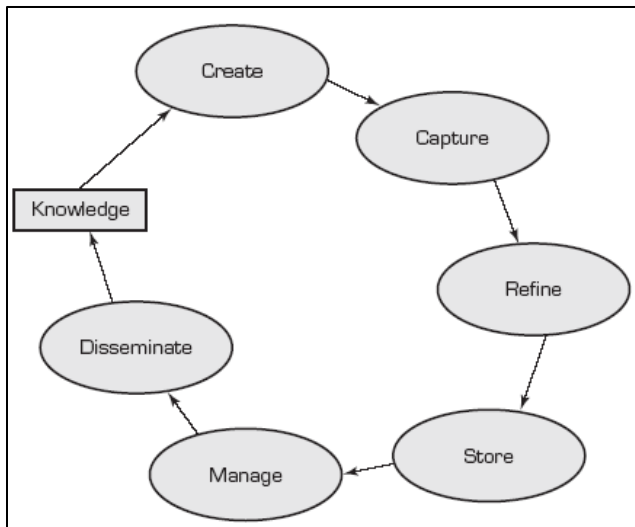 Create
Capture
Knowledge
Refine
Disseminate
Store
Manage